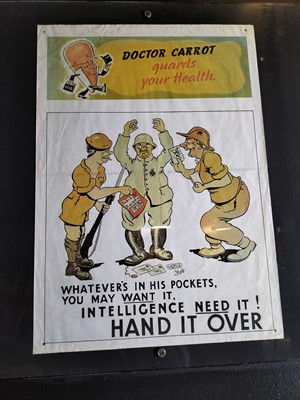 DOCTOR CARROT
guards
your Health.
WHATEVER'S IN HIS POCKETS,
YOU MAY WANT IT,
INTELLIGENCE NEED IT!
HAND IT OVER